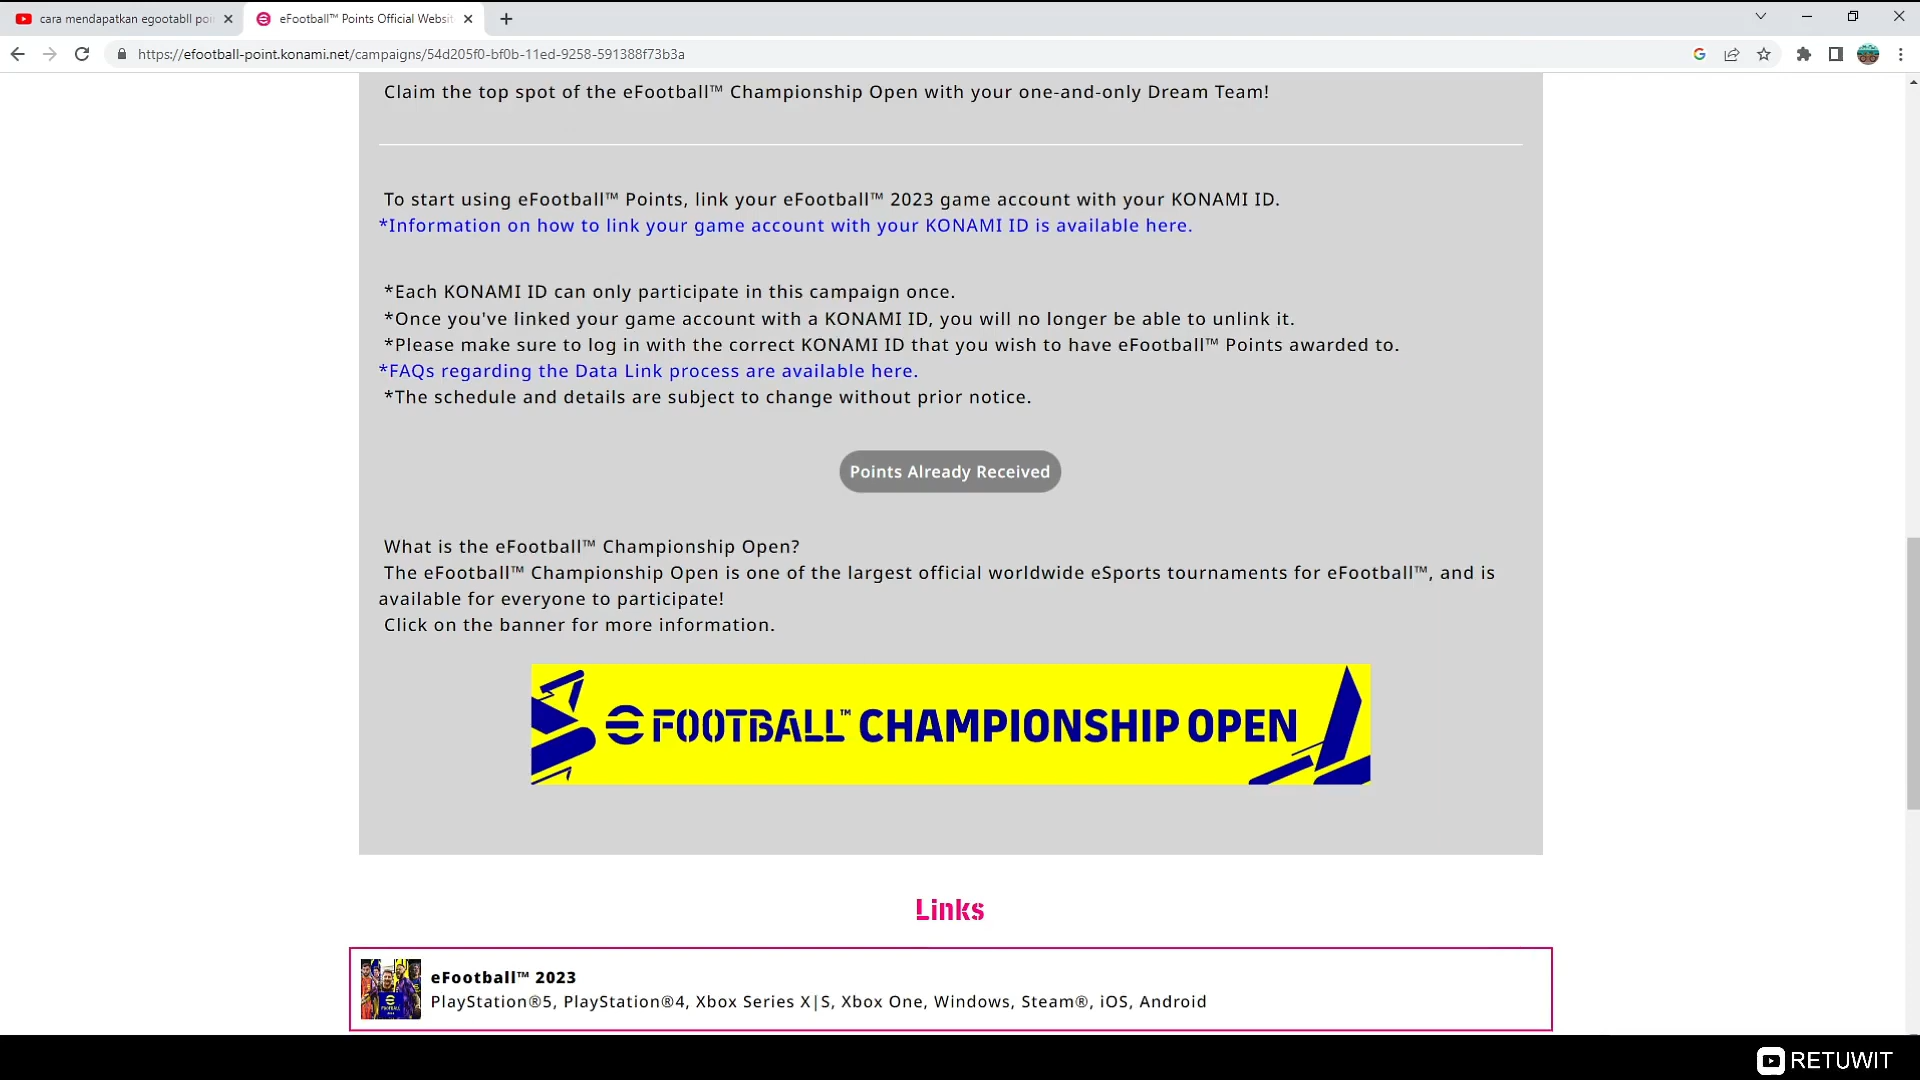 cara mendapatkan egootabll poi
eFootball™ Points Official Websit
https://efootball-point.konami.net/campaigns/54d205f0-bf0b-11ed-9258-591388f73b3a
Claim the top spot of the eFootball™ Championship Open with your one-and-only Dream Team!
To start using eFootball™ Points, link your eFootball™ 2023 game account with your KONAMI ID.
*Information on how to link your game account with your KONAMI ID is available here.
*Each KONAMI ID can only participate in this campaign once.
*Once you've linked your game account with a KONAMI ID, you will no longer be able to unlink it.
*Please make sure to log in with the correct KONAMI ID that you wish to have eFootball™ Points awarded to.
*FAQs regarding the Data Link process are available here.
*The schedule and details are subject to change without prior notice.
Points Already Received
What is the eFootball™ Championship Open?
The eFootball™ Championship Open is one of the largest official worldwide eSports tournaments for eFootball™, and is
available for everyone to participate!
Click on the banner for more information.
eFOOTBALL™ CHAMPIONSHIP OPEN
Links
eFootball™ 2023
PlayStation®5, PlayStation®4, Xbox Series X|S, Xbox One, Windows, Steam®, iOS, Android
RETUWIT